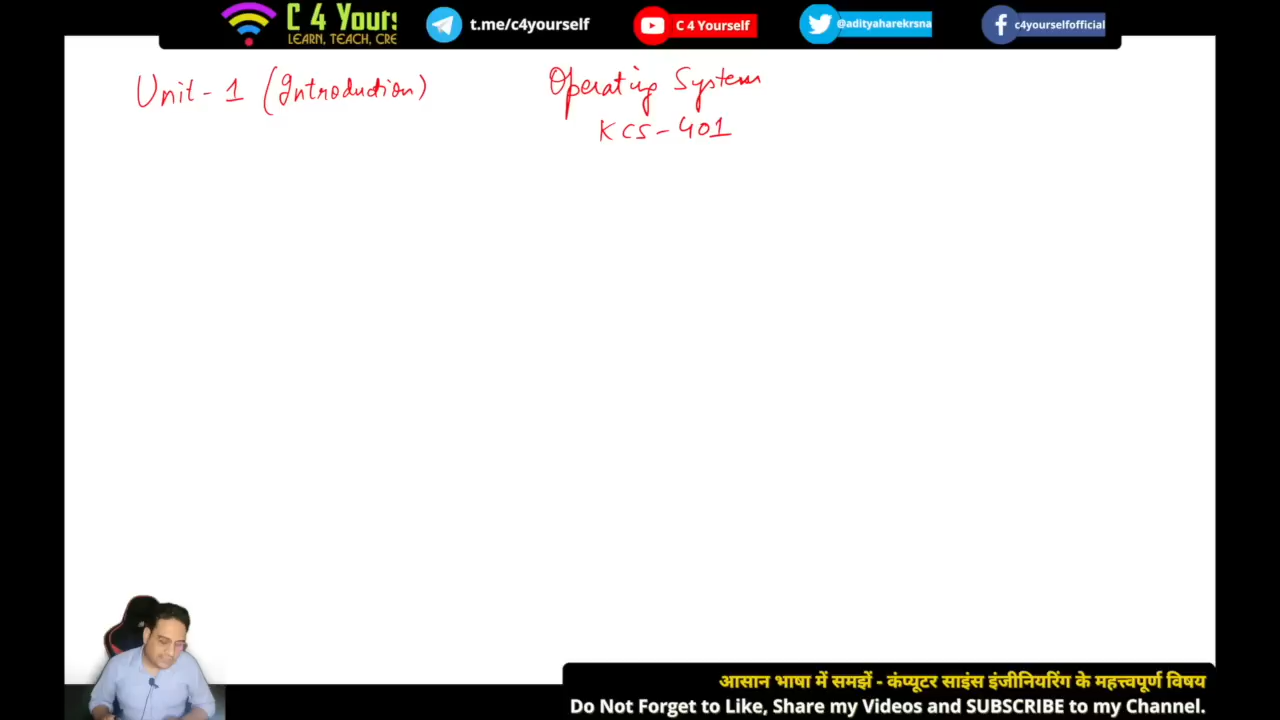 C 4 Yours
LEARN, TEACH, CRE
t.me/c4yourself
C 4 Yourself
@adityaharekrsna
c4yourselfofficial
Unit - 1 (Introduction)
Operating System
KCS - 401
आसान भाषा में समझें - कंप्यूटर साइंस इंजीनियरिंग के महत्त्वपूर्ण विषय
Do Not Forget to Like, Share my Videos and SUBSCRIBE to my Channel.